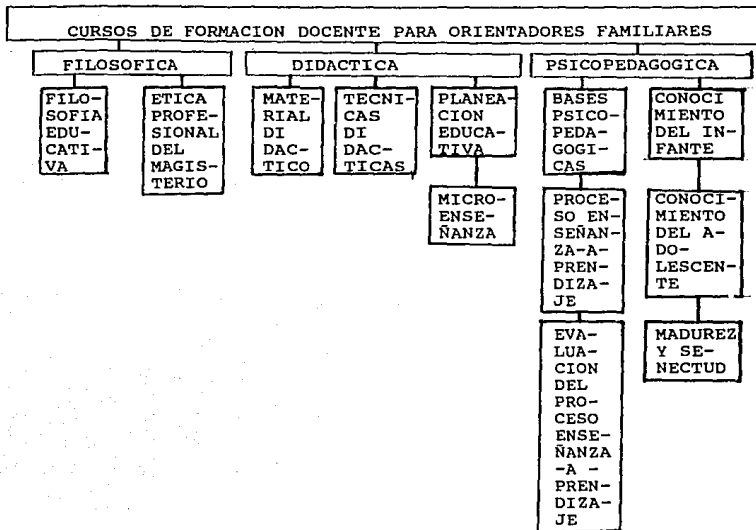 CURSOS DE FORMACION DOCENTE PARA ORIENTADORES FAMILIARES
FILOSOFICA
DIDACTICA
PSICOPEDAGOGICA
FILO-
SOFIA
EDU-
CATI-
VA
ETICA
PROFE-
SIONAL
DEL
MAGIS-
TERIO
MATE-
RIAL
DI
DAC-
TICO
TECNI-
CAS
DI
DAC-
TICAS
PLANEA-
CION
EDUCA-
TIVA
MICRO-
ENSE-
ÑANZA
BASES
PSICO-
PEDA-
GOGI-
CAS
PROCE-
SO EN-
SEÑAN-
ZA-A-
PREN-
DIZA-
JE
EVA-
LUA-
CION
DEL
PRO-
CESO
ENSE-
ÑANZA
-A -
PREN-
DIZA-
JE
CONOCI
MIENTO
DEL IN-
FANTE
CONOCI-
MIENTO
DEL A-
DO-
LESCEN-
TE
MADUREZ
Y SE-
NECTUD